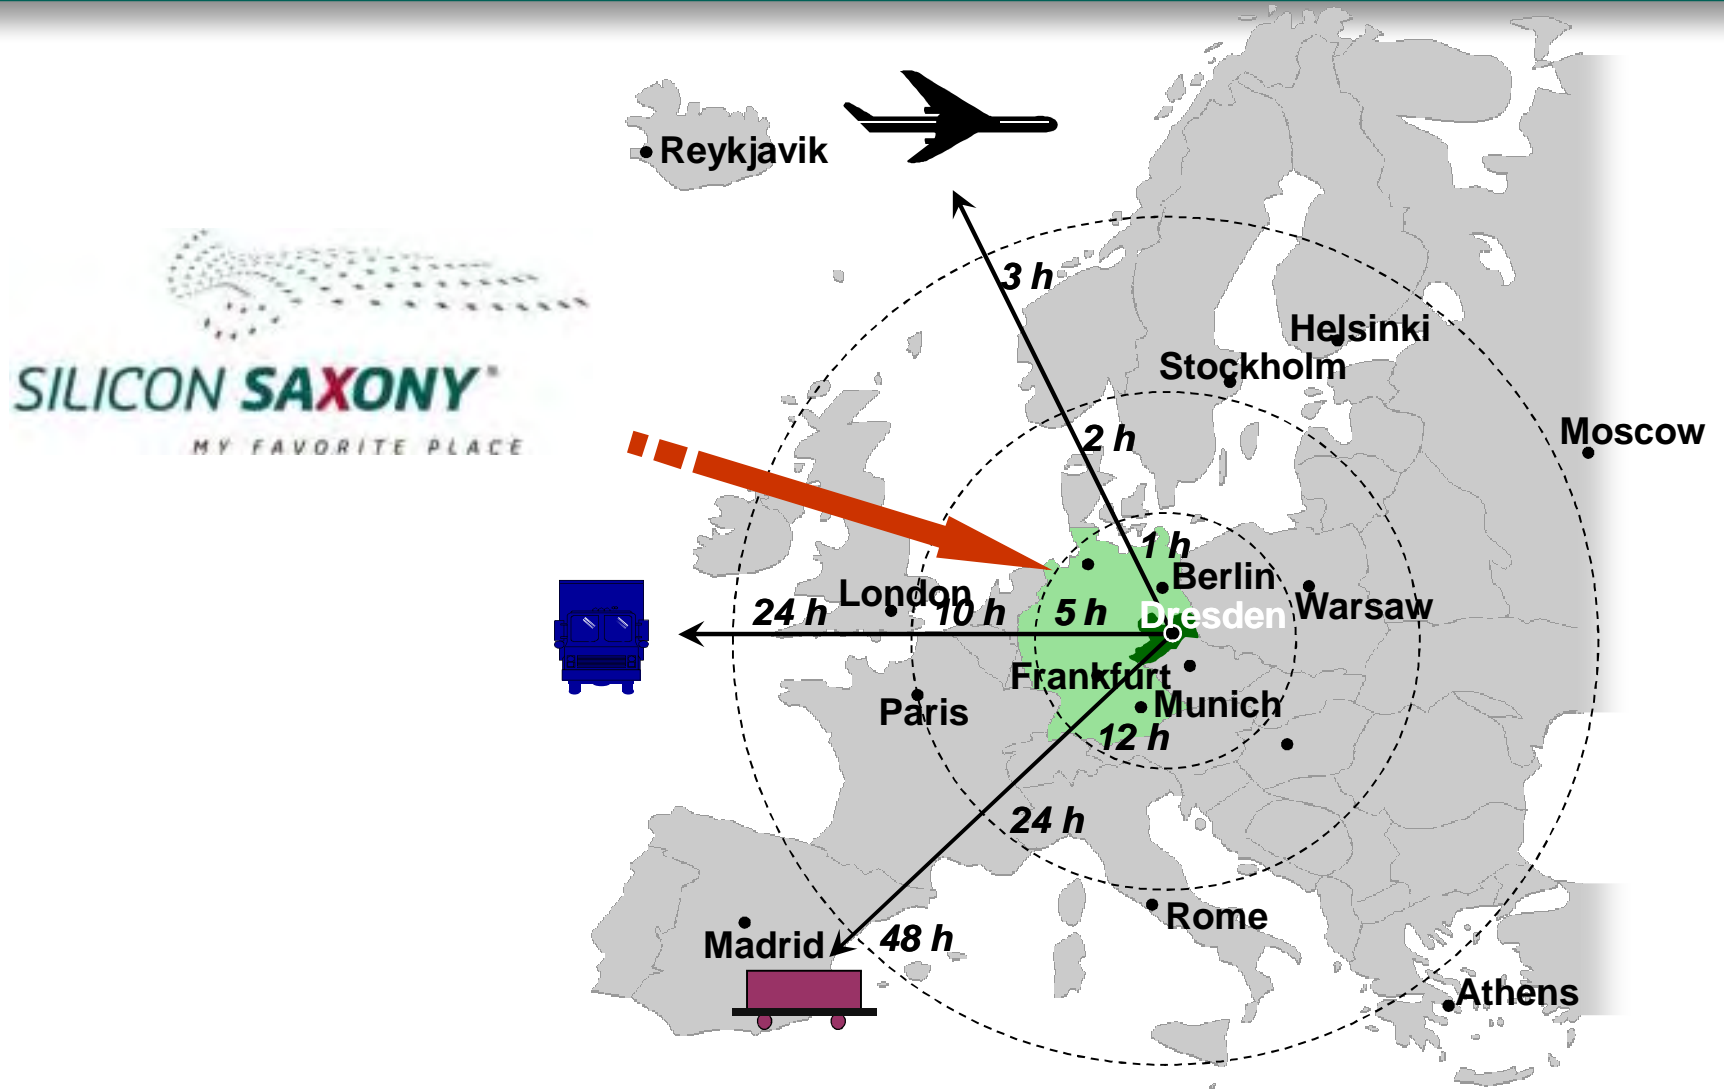 Reykjavik
3 h
SILICON SAXONY®
MY FAVORITE PLACE
Helsinki
Stockholm
Moscow
2 h
1 h
Berlin
London
Warsaw
24 h
10 h
5 h
Dresden
Frankfurt
Munich
Paris
12 h
24 h
Rome
48 h
Madrid
Athens